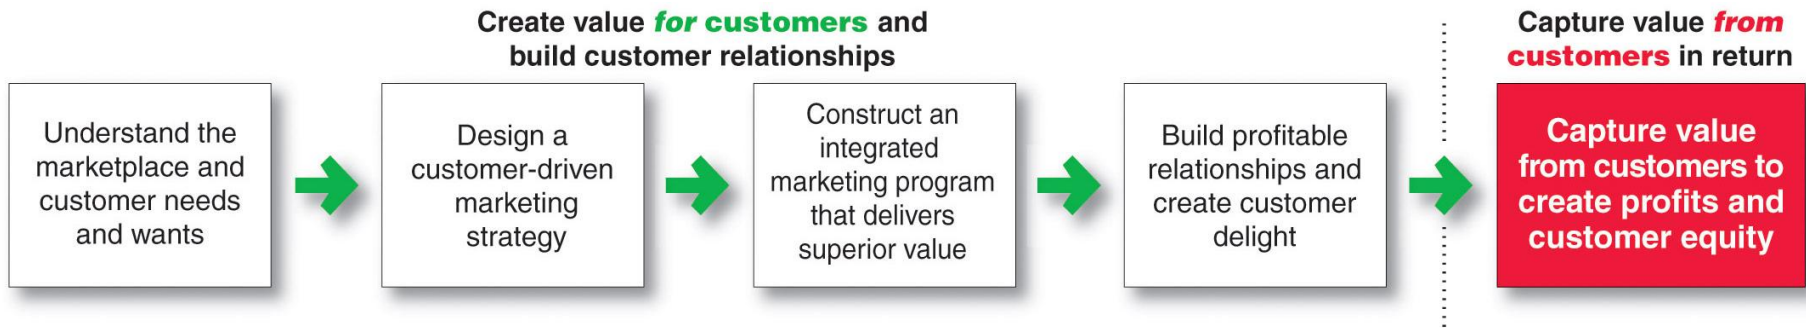 Create value for customers and
build customer relationships
Capture value from
customers in return
Understand the
marketplace and
customer needs
and wants
Design a
customer-driven
marketing
strategy
Construct an
integrated
marketing program
that delivers
superior value
Build profitable
relationships and
create customer
delight
Capture value
from customers to
create profits and
customer equity